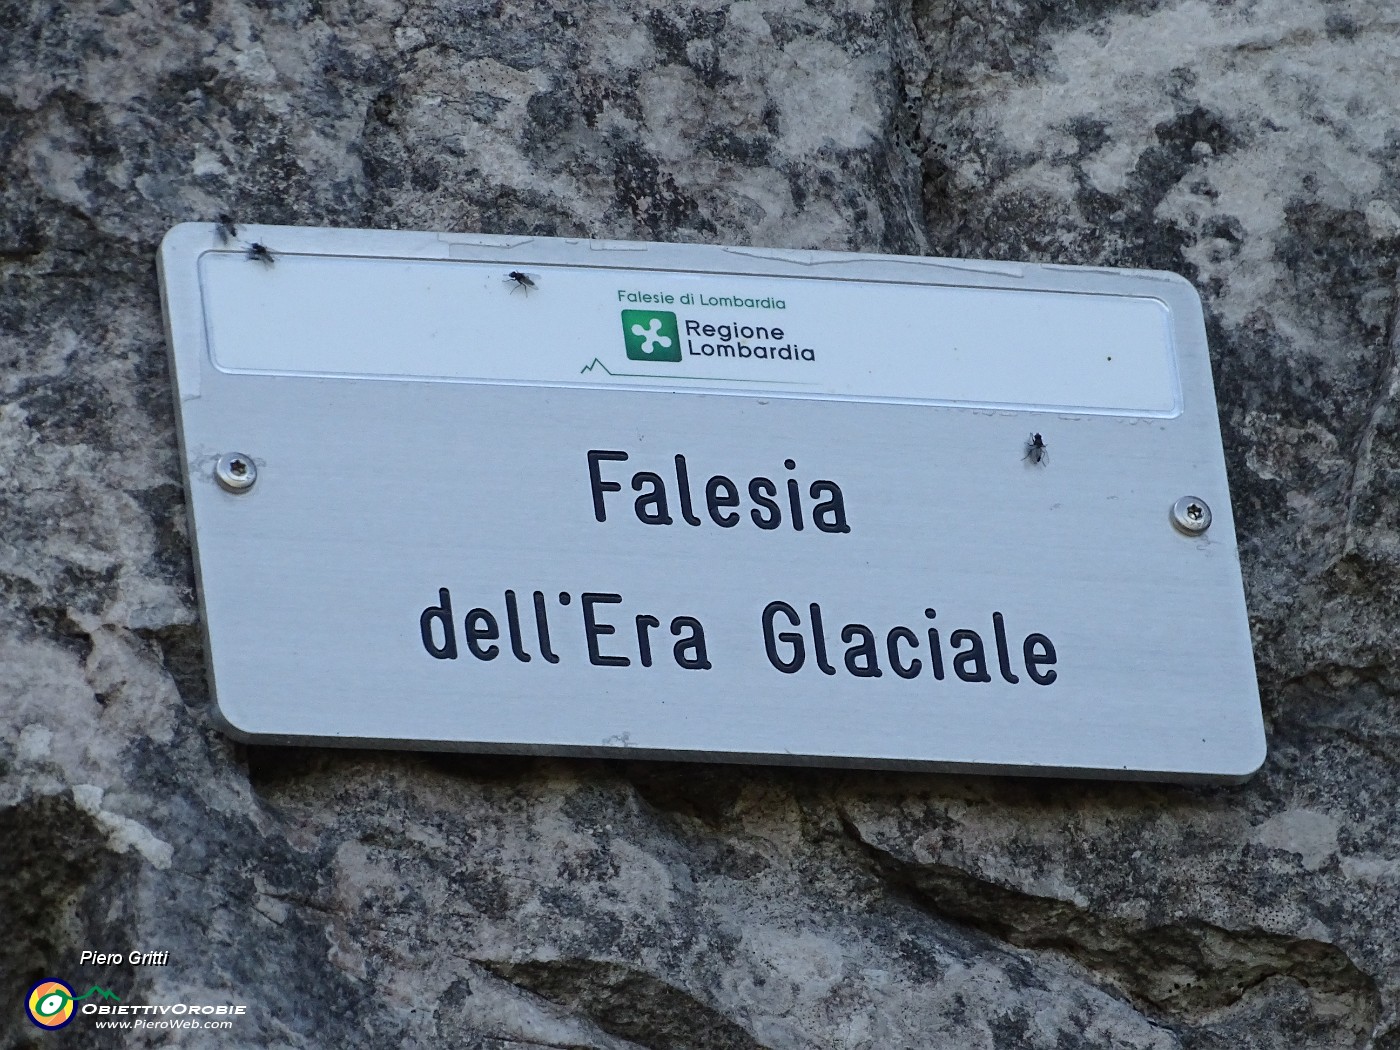 Falesie di Lombardia
Regione
Lombardia
Falesia
dell'Era Glaciale
Piero Gritti
OBIETTIVOROBIE
www.PieroWeb.com